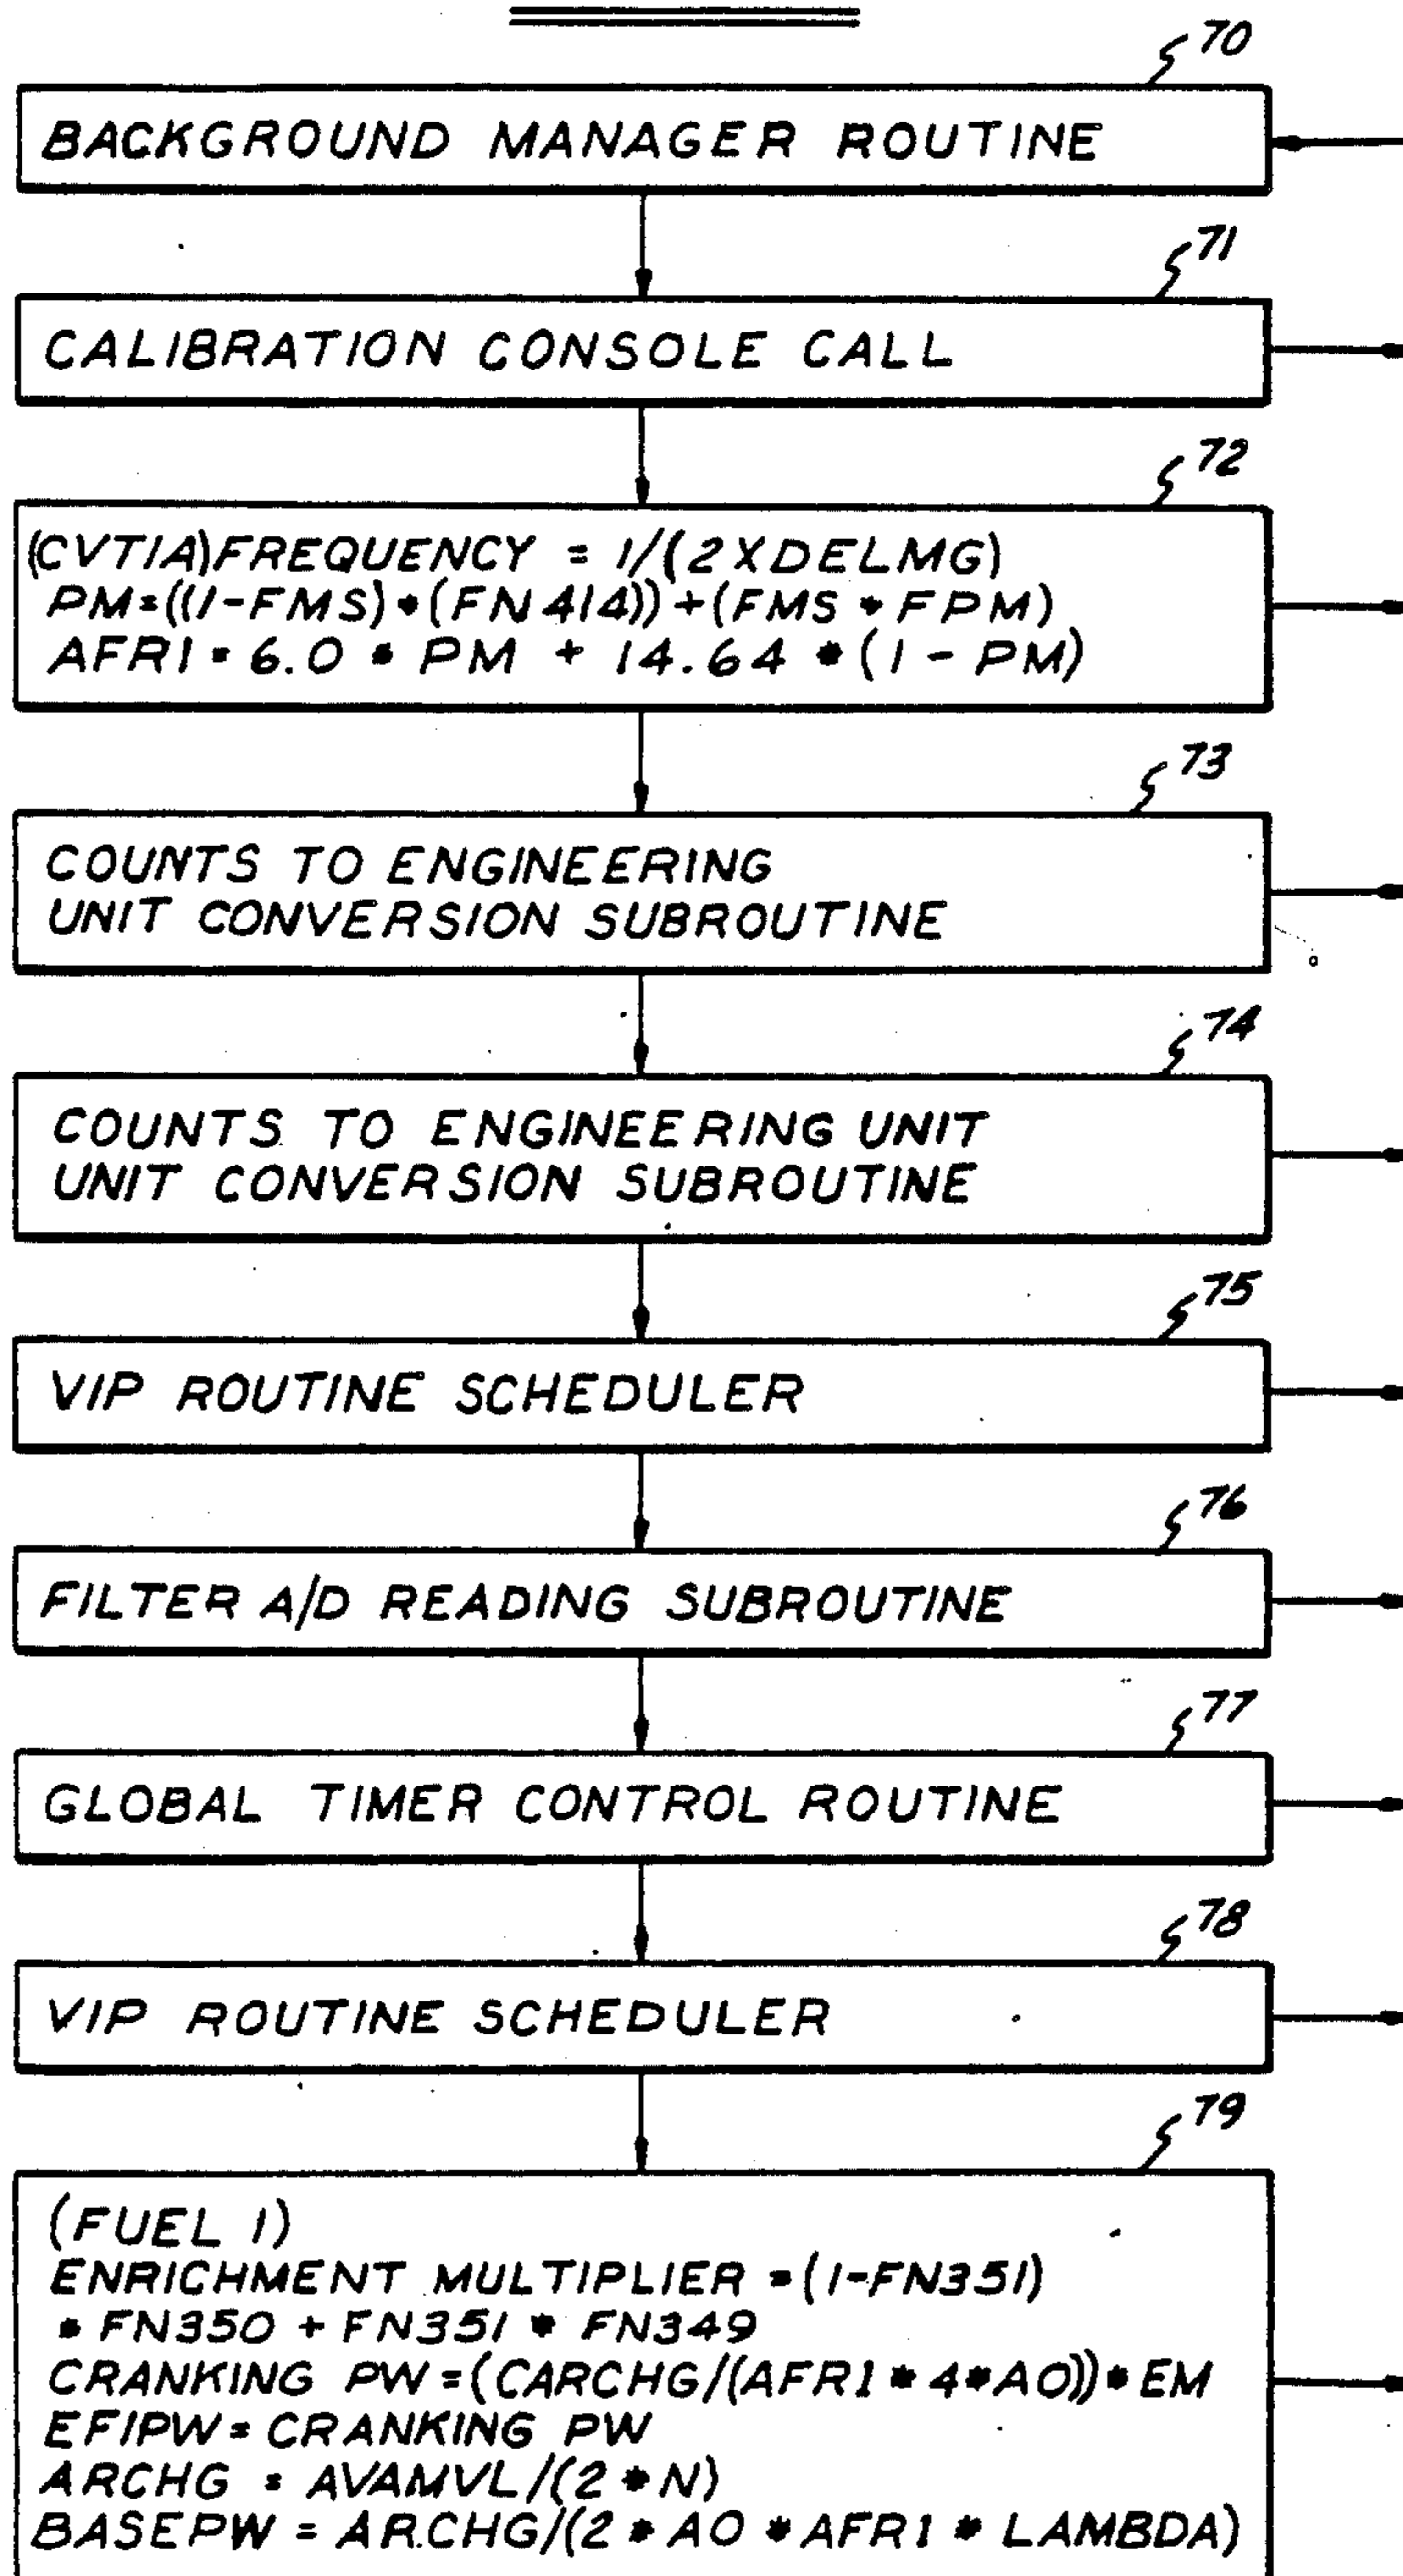 70
BACKGROUND MANAGER ROUTINE
71
CALIBRATION CONSOLE CALL
72
(CVTIA)FREQUENCY = 1/(2XDELMG)
PM=((1-FMS)*(FN414))+(FMS*FPM)
AFR1=6.0 * PM + 14.64 *(1-PM)
73
COUNTS TO ENGINEERING
UNIT CONVERSION SUBROUTINE
74
COUNTS TO ENGINEERING UNIT
UNIT CONVERSION SUBROUTINE
75
VIP ROUTINE SCHEDULER
76
FILTER A/D READING SUBROUTINE
77
GLOBAL TIMER CONTROL ROUTINE
78
VIP ROUTINE SCHEDULER
79
(FUEL 1)
ENRICHMENT MULTIPLIER =(1-FN351)
* FN350 + FN351 * FN349
CRANKING PW=(CARCHG/(AFR1*4*AO))*EM
EFIPW= CRANKING PW
ARCHG = AVAMVL/(2*N)
BASEPW = ARCHG/(2*AO*AFR1*LAMBDA)